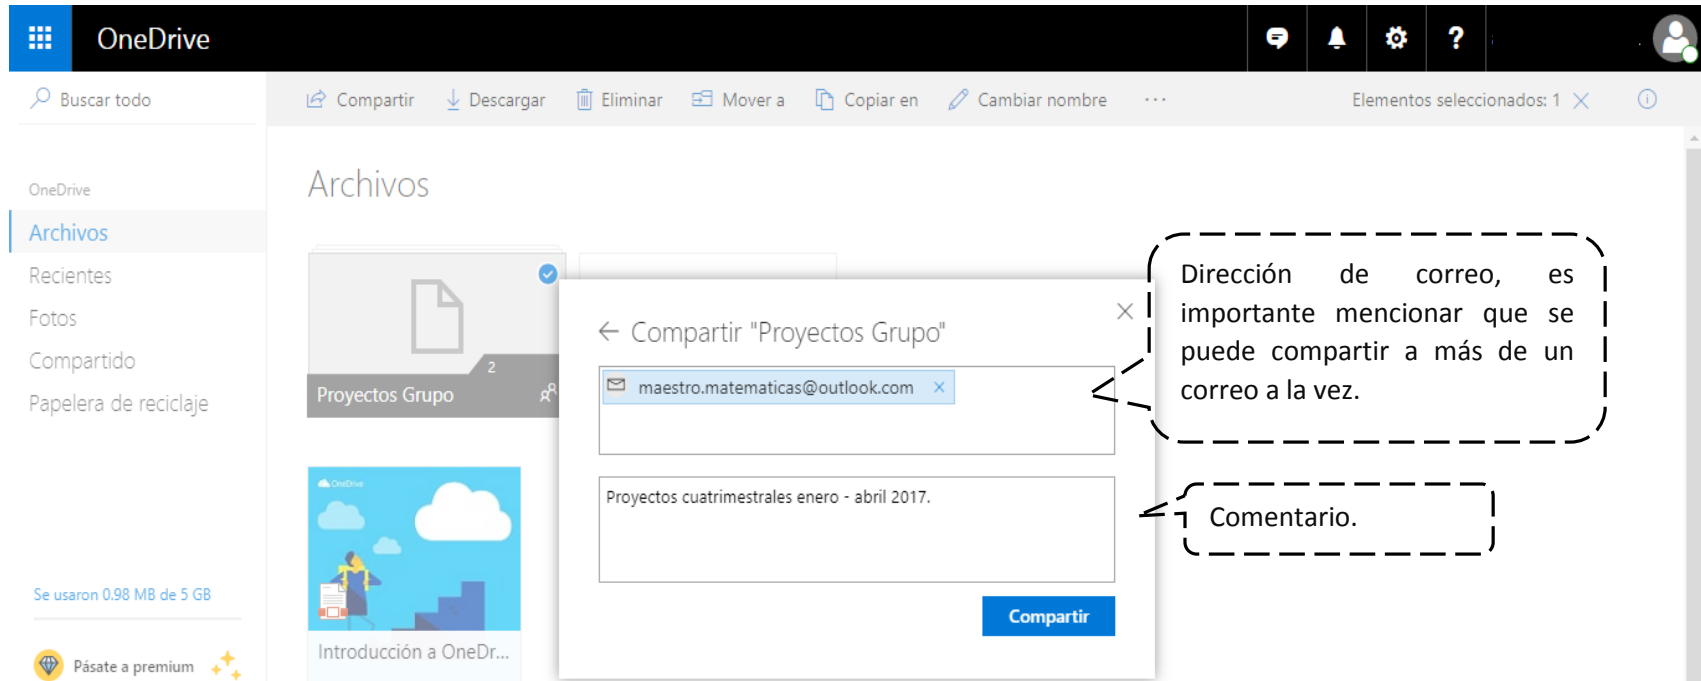 OneDrive
?
Buscar todo
Compartir Descargar Eliminar Mover a Copiar en Cambiar nombre ... Elementos seleccionados: 1
OneDrive
Archivos
Recientes
Fotos
Compartido
Papelera de reciclaje
Se usaron 0.98 MB de 5 GB
Pásate a premium
Archivos
2
Proyectos Grupo
OneDrive
Introducción a OneDr...
Compartir "Proyectos Grupo"
maestro.matematicas@outlook.com
Proyectos cuatrimestrales enero - abril 2017.
Compartir
Dirección de correo, es
importante mencionar que se
puede compartir a más de un
correo a la vez.
Comentario.